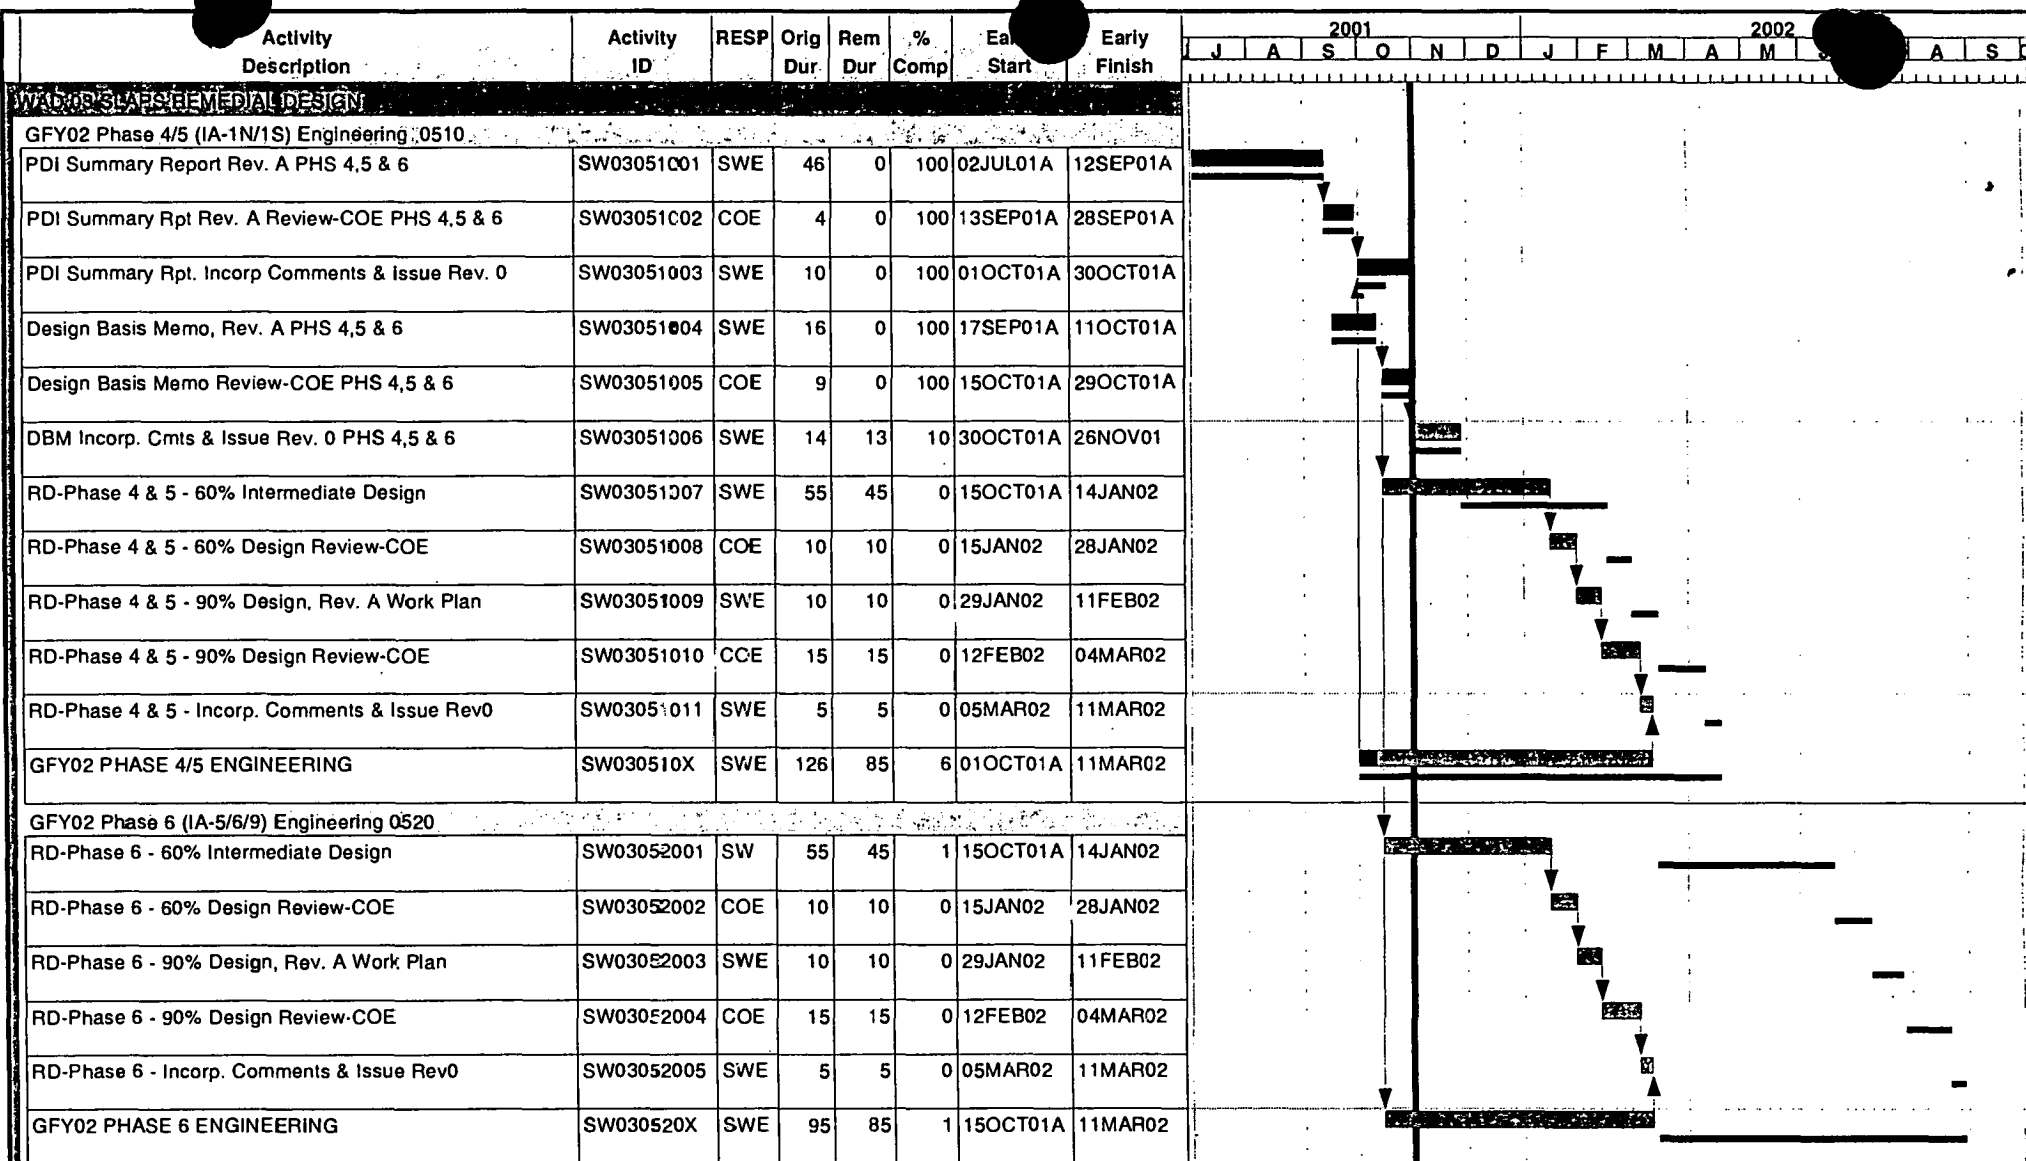 2001 2002
Activity Description Activity ID RESP Orig Dur Rem Dur % Comp Start Early Finish J A S O N D J F M A M A S
WAD 03 SLAPS REMEDIAL DESIGN
GFY02 Phase 4/5 (IA-1N/1S) Engineering 0510
PDI Summary Report Rev. A PHS 4,5 & 6 SW03051001 SWE 46 0 100 02JUL01A 12SEP01A
PDI Summary Rpt Rev. A Review-COE PHS 4,5 & 6 SW03051002 COE 4 0 100 13SEP01A 28SEP01A
PDI Summary Rpt. Incorp Comments & Issue Rev. 0 SW03051003 SWE 10 0 100 01OCT01A 30OCT01A
Design Basis Memo, Rev. A PHS 4,5 & 6 SW03051004 SWE 16 0 100 17SEP01A 11OCT01A
Design Basis Memo Review-COE PHS 4,5 & 6 SW03051005 COE 9 0 100 15OCT01A 29OCT01A
DBM Incorp. Cmts & Issue Rev. 0 PHS 4,5 & 6 SW03051006 SWE 14 13 10 30OCT01A 26NOV01
RD-Phase 4 & 5 - 60% Intermediate Design SW03051007 SWE 55 45 0 15OCT01A 14JAN02
RD-Phase 4 & 5 - 60% Design Review-COE SW03051008 COE 10 10 0 15JAN02 28JAN02
RD-Phase 4 & 5 - 90% Design, Rev. A Work Plan SW03051009 SWE 10 10 0 29JAN02 11FEB02
RD-Phase 4 & 5 - 90% Design Review-COE SW03051010 COE 15 15 0 12FEB02 04MAR02
RD-Phase 4 & 5 - Incorp. Comments & Issue Rev0 SW03051011 SWE 5 5 0 05MAR02 11MAR02
GFY02 PHASE 4/5 ENGINEERING SW030510X SWE 126 85 6 01OCT01A 11MAR02
GFY02 Phase 6 (IA-5/6/9) Engineering 0520
RD-Phase 6 - 60% Intermediate Design SW03052001 SW 55 45 1 15OCT01A 14JAN02
RD-Phase 6 - 60% Design Review-COE SW03052002 COE 10 10 0 15JAN02 28JAN02
RD-Phase 6 - 90% Design, Rev. A Work Plan SW03052003 SWE 10 10 0 29JAN02 11FEB02
RD-Phase 6 - 90% Design Review-COE SW03052004 COE 15 15 0 12FEB02 04MAR02
RD-Phase 6 - Incorp. Comments & Issue Rev0 SW03052005 SWE 5 5 0 05MAR02 11MAR02
GFY02 PHASE 6 ENGINEERING SW030520X SWE 95 85 1 15OCT01A 11MAR02